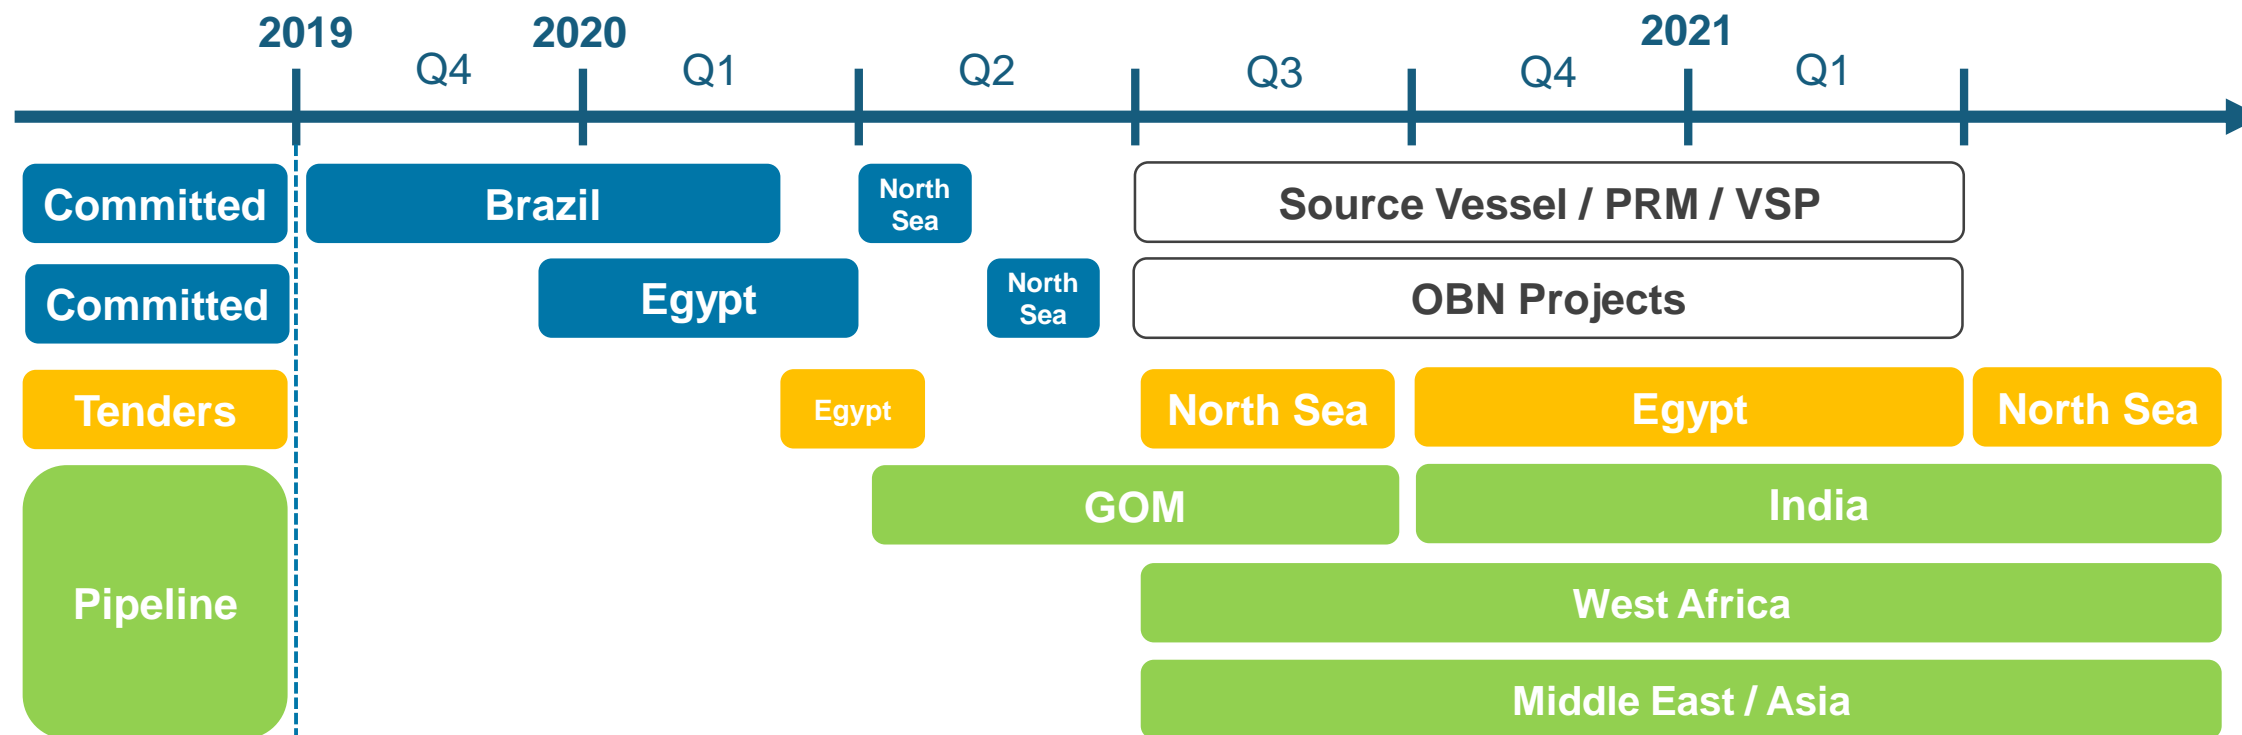 2019
2020
2021
Q4
Q1
Q2
Q3
Q4
Q1
Committed
Brazil
North
Sea
Source Vessel / PRM / VSP
Committed
Egypt
North
Sea
OBN Projects
Tenders
Egypt
North Sea
Egypt
North Sea
Pipeline
GOM
India
West Africa
Middle East / Asia